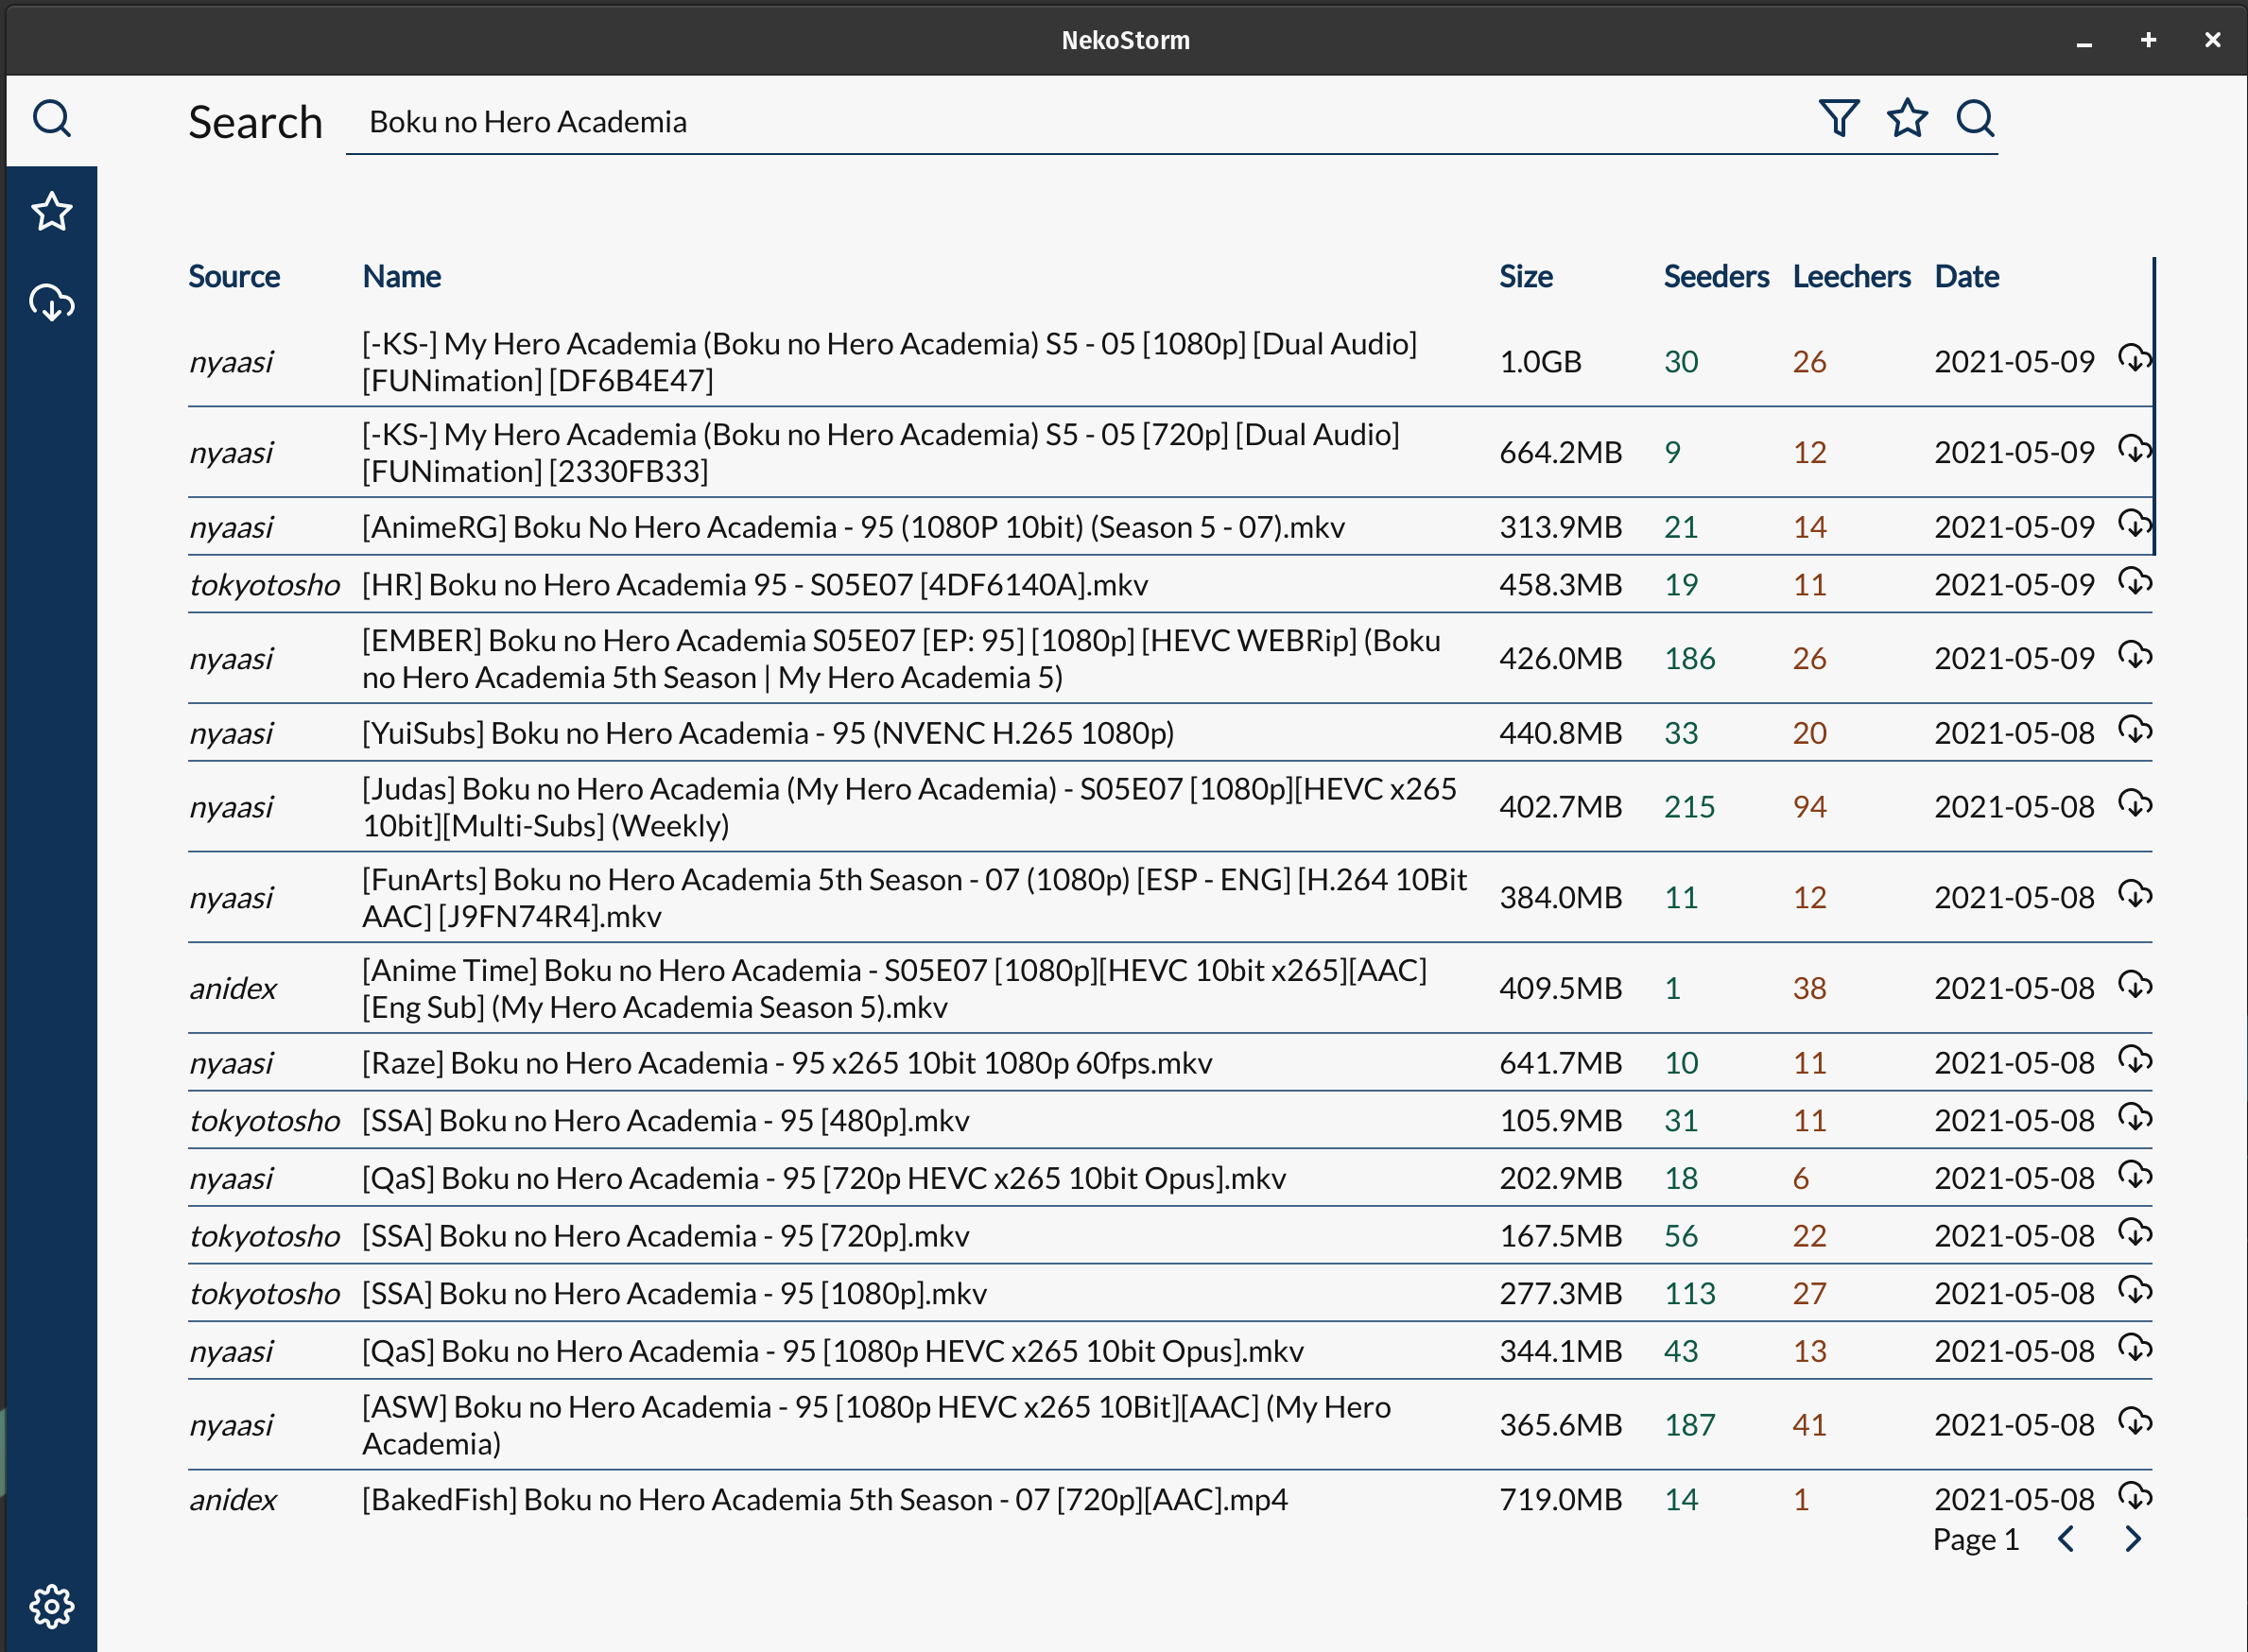 NekoStorm
Search Boku no Hero Academia
Source Name Size Seeders Leechers Date
nyaasi [-KS-] My Hero Academia (Boku no Hero Academia) S5 - 05 [1080p] [Dual Audio]
[FUNimation] [DF6B4E47] 1.0GB 30 26 2021-05-09
nyaasi [-KS-] My Hero Academia (Boku no Hero Academia) S5 - 05 [720p] [Dual Audio]
[FUNimation] [2330FB33] 664.2MB 9 12 2021-05-09
nyaasi [AnimeRG] Boku No Hero Academia - 95 (1080P 10bit) (Season 5 - 07).mkv 313.9MB 21 14 2021-05-09
tokyotosho [HR] Boku no Hero Academia 95 - S05E07 [4DF6140A].mkv 458.3MB 19 11 2021-05-09
nyaasi [EMBER] Boku no Hero Academia S05E07 [EP: 95] [1080p] [HEVC WEBRip] (Boku
no Hero Academia 5th Season | My Hero Academia 5) 426.0MB 186 26 2021-05-09
nyaasi [YuiSubs] Boku no Hero Academia - 95 (NVENC H.265 1080p) 440.8MB 33 20 2021-05-08
nyaasi [Judas] Boku no Hero Academia (My Hero Academia) - S05E07 [1080p][HEVC x265
10bit][Multi-Subs] (Weekly) 402.7MB 215 94 2021-05-08
nyaasi [FunArts] Boku no Hero Academia 5th Season - 07 (1080p) [ESP - ENG] [H.264 10Bit
AAC] [J9FN74R4].mkv 384.0MB 11 12 2021-05-08
anidex [Anime Time] Boku no Hero Academia - S05E07 [1080p][HEVC 10bit x265][AAC]
[Eng Sub] (My Hero Academia Season 5).mkv 409.5MB 1 38 2021-05-08
nyaasi [Raze] Boku no Hero Academia - 95 x265 10bit 1080p 60fps.mkv 641.7MB 10 11 2021-05-08
tokyotosho [SSA] Boku no Hero Academia - 95 [480p].mkv 105.9MB 31 11 2021-05-08
nyaasi [QaS] Boku no Hero Academia - 95 [720p HEVC x265 10bit Opus].mkv 202.9MB 18 6 2021-05-08
tokyotosho [SSA] Boku no Hero Academia - 95 [720p].mkv 167.5MB 56 22 2021-05-08
tokyotosho [SSA] Boku no Hero Academia - 95 [1080p].mkv 277.3MB 113 27 2021-05-08
nyaasi [QaS] Boku no Hero Academia - 95 [1080p HEVC x265 10bit Opus].mkv 344.1MB 43 13 2021-05-08
nyaasi [ASW] Boku no Hero Academia - 95 [1080p HEVC x265 10Bit][AAC] (My Hero
Academia) 365.6MB 187 41 2021-05-08
anidex [BakedFish] Boku no Hero Academia 5th Season - 07 [720p][AAC].mp4 719.0MB 14 1 2021-05-08
Page 1